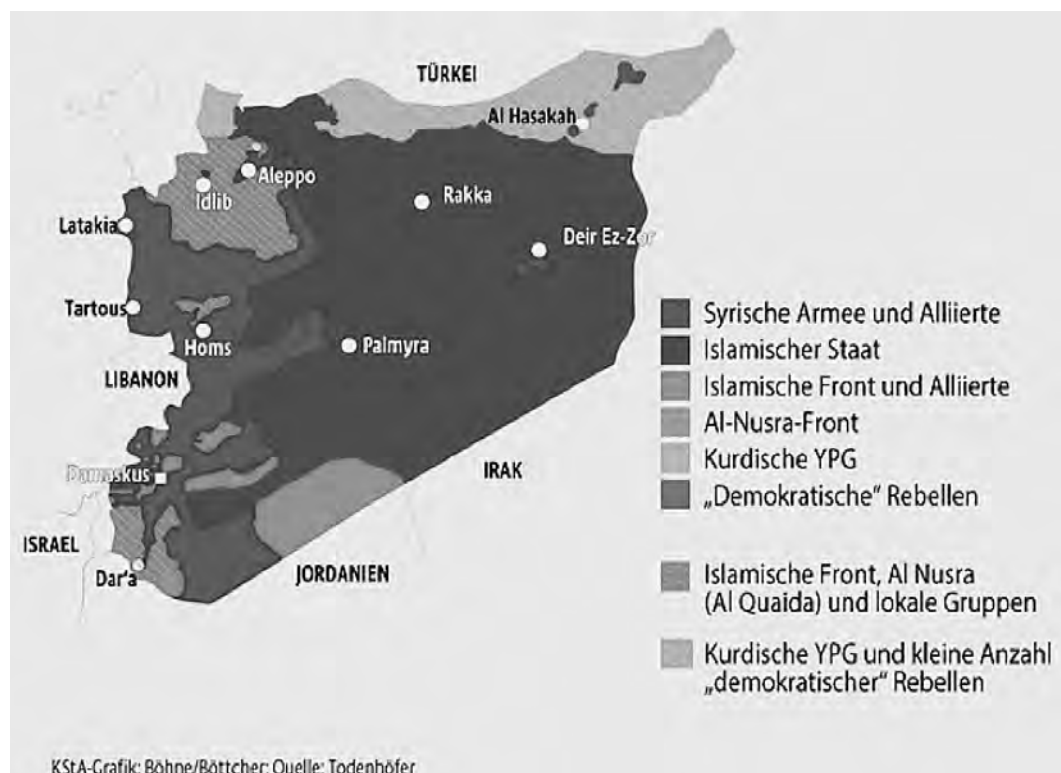 TÜRKEI
Al Hasakah
Aleppo
Idlib
Rakka
Latakia
Deir Ez-Zor
Tartous
Homs
Palmyra
LIBANON
Damaskus
IRAK
ISRAEL
Dar'a
JORDANIEN
Syrische Armee und Alliierte
Islamischer Staat
Islamische Front und Alliierte
Al-Nusra-Front
Kurdische YPG
„Demokratische“ Rebellen
Islamische Front, Al Nusra
(Al Quaida) und lokale Gruppen
Kurdische YPG und kleine Anzahl
„demokratischer“ Rebellen
KStA-Grafik: Böhne/Böttcher; Quelle: Todenhöfer